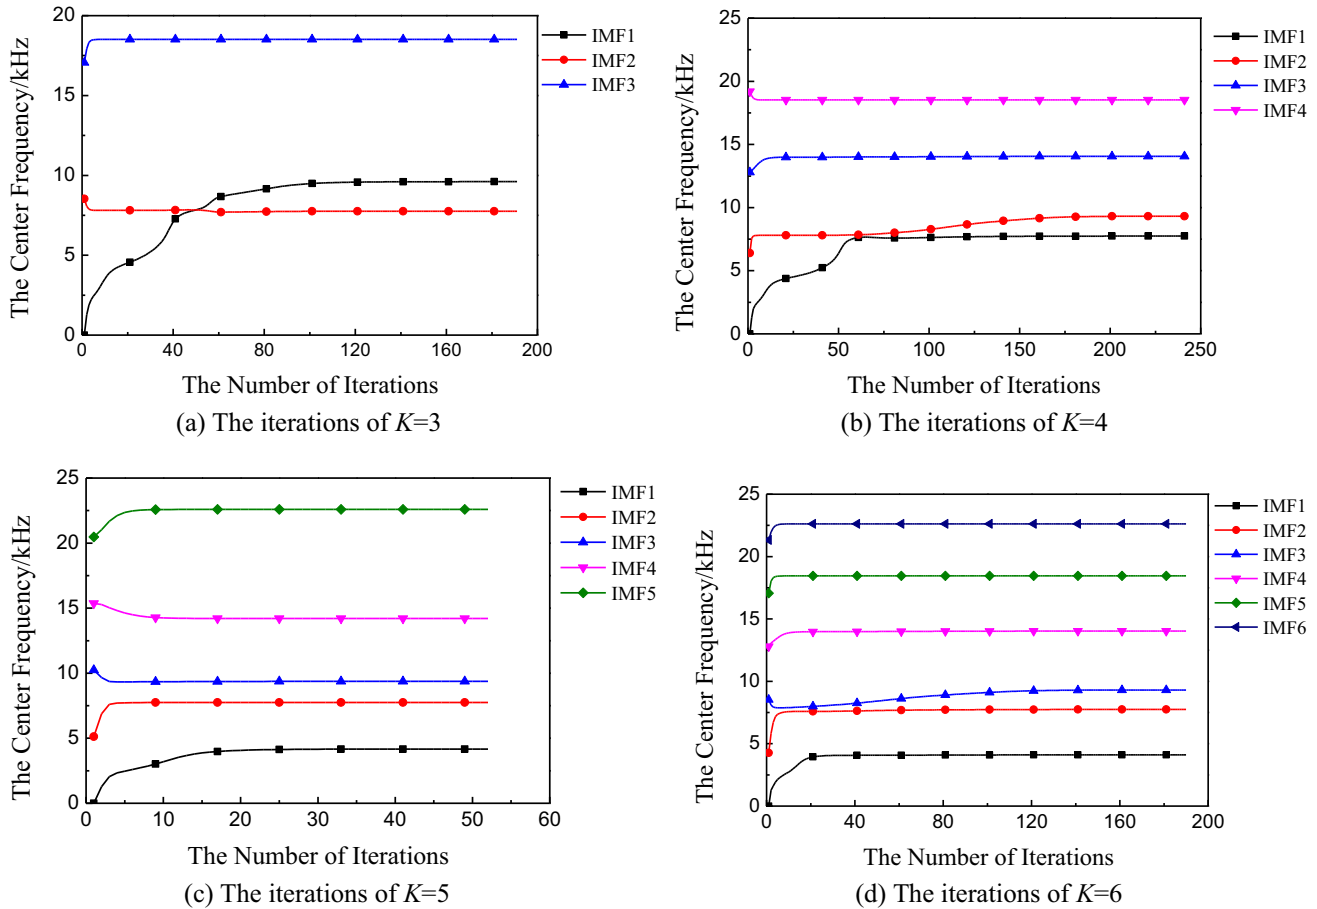 The Center Frequency/kHz
20
15
10
5
0
0 40 80 120 160 200
IMF1
IMF2
IMF3
The Number of Iterations
(a) The iterations of K=3
The Center Frequency/kHz
25
20
15
10
5
0
0 50 100 150 200 250
IMF1
IMF2
IMF3
IMF4
The Number of Iterations
(b) The iterations of K=4
The Center Frequency/kHz
25
20
15
10
5
0
0 10 20 30 40 50 60
IMF1
IMF2
IMF3
IMF4
IMF5
The Number of Iterations
(c) The iterations of K=5
The Center Frequency/kHz
25
20
15
10
5
0
0 40 80 120 160 200
IMF1
IMF2
IMF3
IMF4
IMF5
IMF6
The Number of Iterations
(d) The iterations of K=6